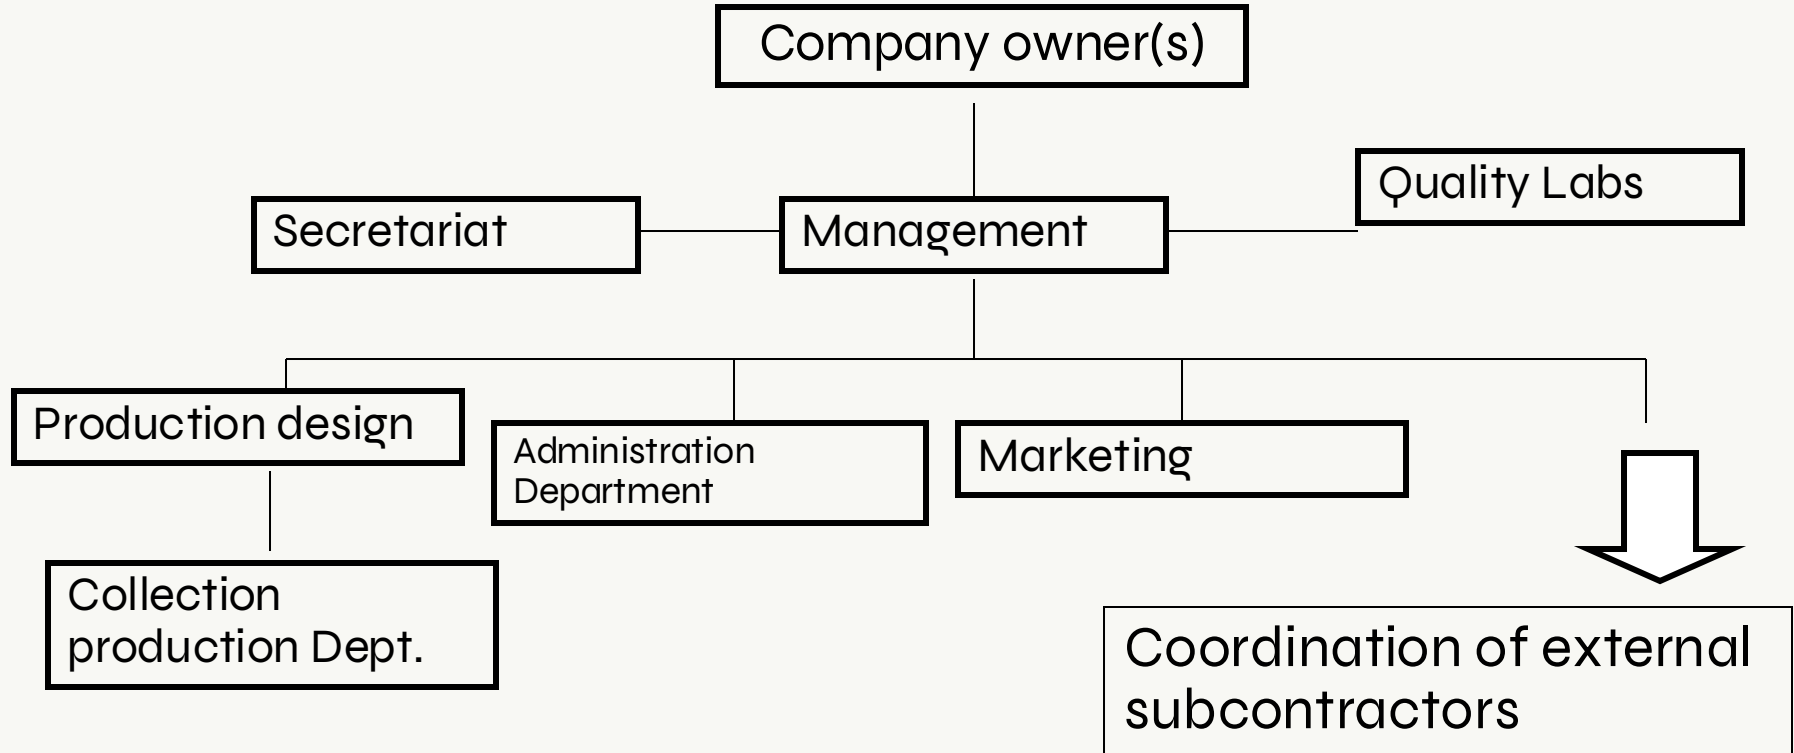 Company owner(s)
Quality Labs
Secretariat
Management
Production design
Administration
Department
Marketing
Collection
production Dept.
Coordination of external
subcontractors